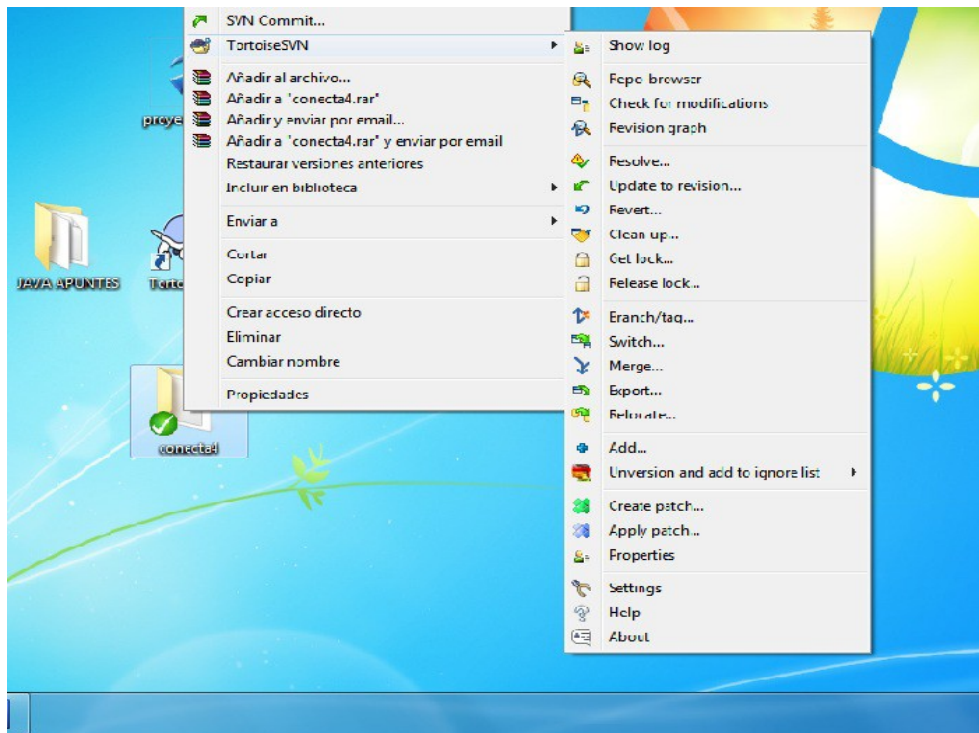 SVN Commit...
TortoiseSVN
Añadir al archivo...
Añadir a "conecta4.rar"
Añadir y enviar por email...
Añadir a "conecta4.rar" y enviar por email
Restaurar versiones anteriores
Incluir en biblioteca
Enviar a
Cortar
Copiar
Crear acceso directo
Eliminar
Cambiar nombre
Propiedades
Show log
Repo-browser
Check for modifications
Revision graph
Resolve...
Update to revision...
Revert...
Clean up...
Get lock...
Release lock...
Branch/tag...
Switch...
Merge...
Export...
Relocate...
Add...
Unversion and add to ignore list
Create patch...
Apply patch...
Properties
Settings
Help
About
proye
JAVA APUNTES
Torto
conecta4